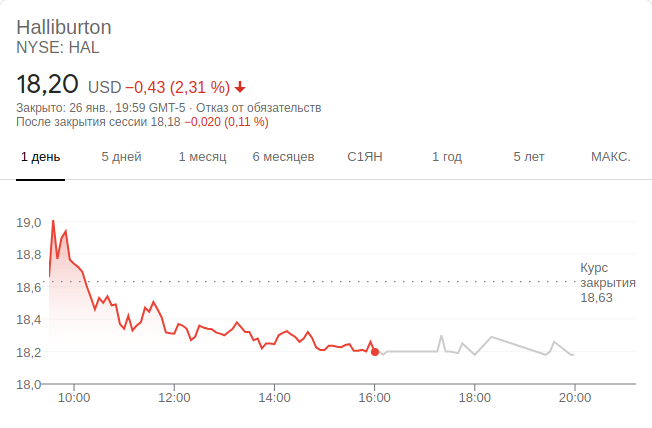 Halliburton
NYSE: HAL
18,20 USD −0,43 (2,31 %)
Закрыто: 26 янв., 19:59 GMT-5 · Отказ от обязательств
После закрытия сессии 18,18 −0,020 (0,11 %)
1 день 5 дней 1 месяц 6 месяцев С1ЯН 1 год 5 лет МАКС.
19,0
18,8
18,6
18,4
18,2
18,0
Курс
закрытия
18,63
10:00 12:00 14:00 16:00 18:00 20:00